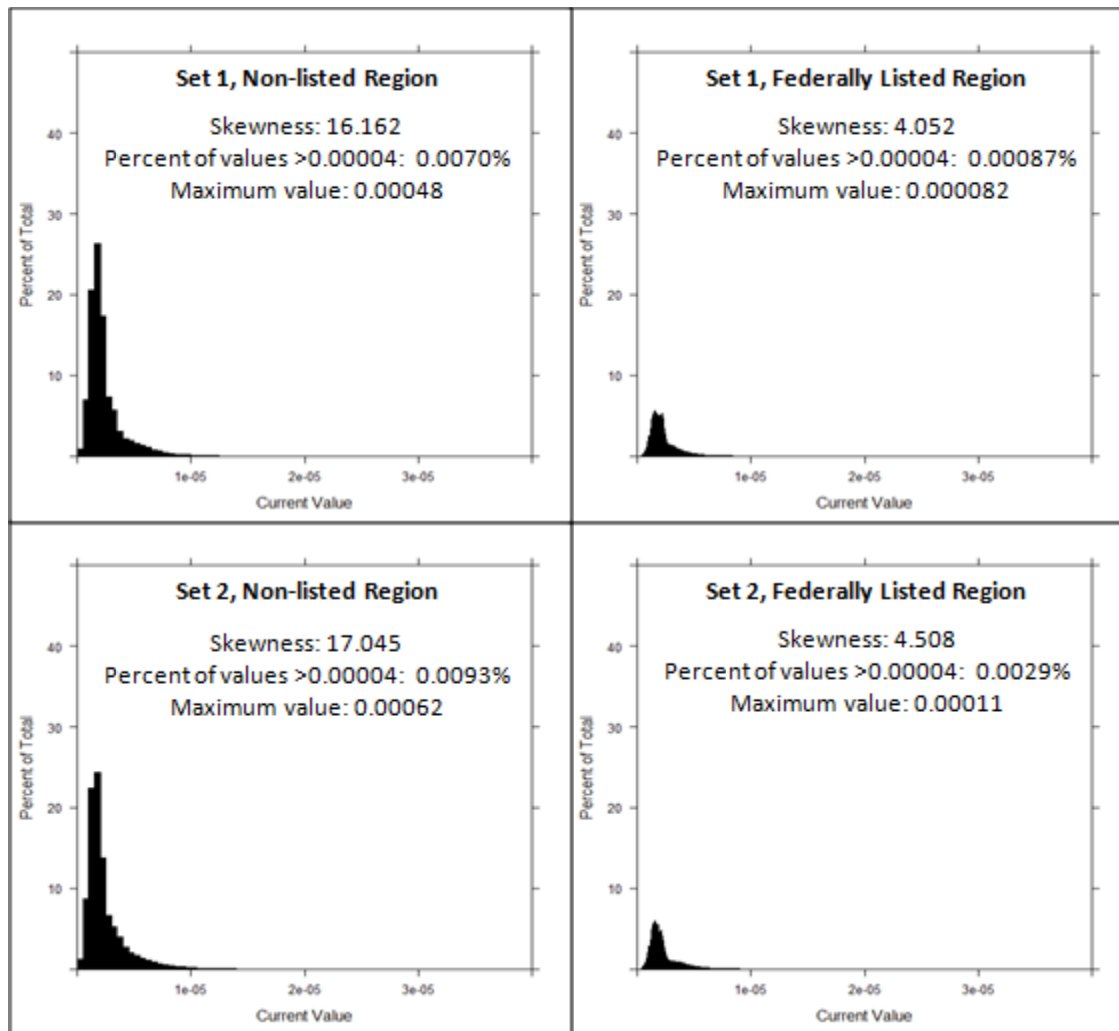 Set 1, Non-listed Region
Skewness: 16.162
Percent of values >0.00004: 0.0070%
Maximum value: 0.00048
Percent of Total
40
30
20
10
1e-05 2e-05 3e-05
Current Value
Set 1, Federally Listed Region
Skewness: 4.052
Percent of values >0.00004: 0.00087%
Maximum value: 0.000082
Percent of Total
40
30
20
10
1e-05 2e-05 3e-05
Current Value
Set 2, Non-listed Region
Skewness: 17.045
Percent of values >0.00004: 0.0093%
Maximum value: 0.00062
Percent of Total
40
30
20
10
1e-05 2e-05 3e-05
Current Value
Set 2, Federally Listed Region
Skewness: 4.508
Percent of values >0.00004: 0.0029%
Maximum value: 0.00011
Percent of Total
40
30
20
10
1e-05 2e-05 3e-05
Current Value